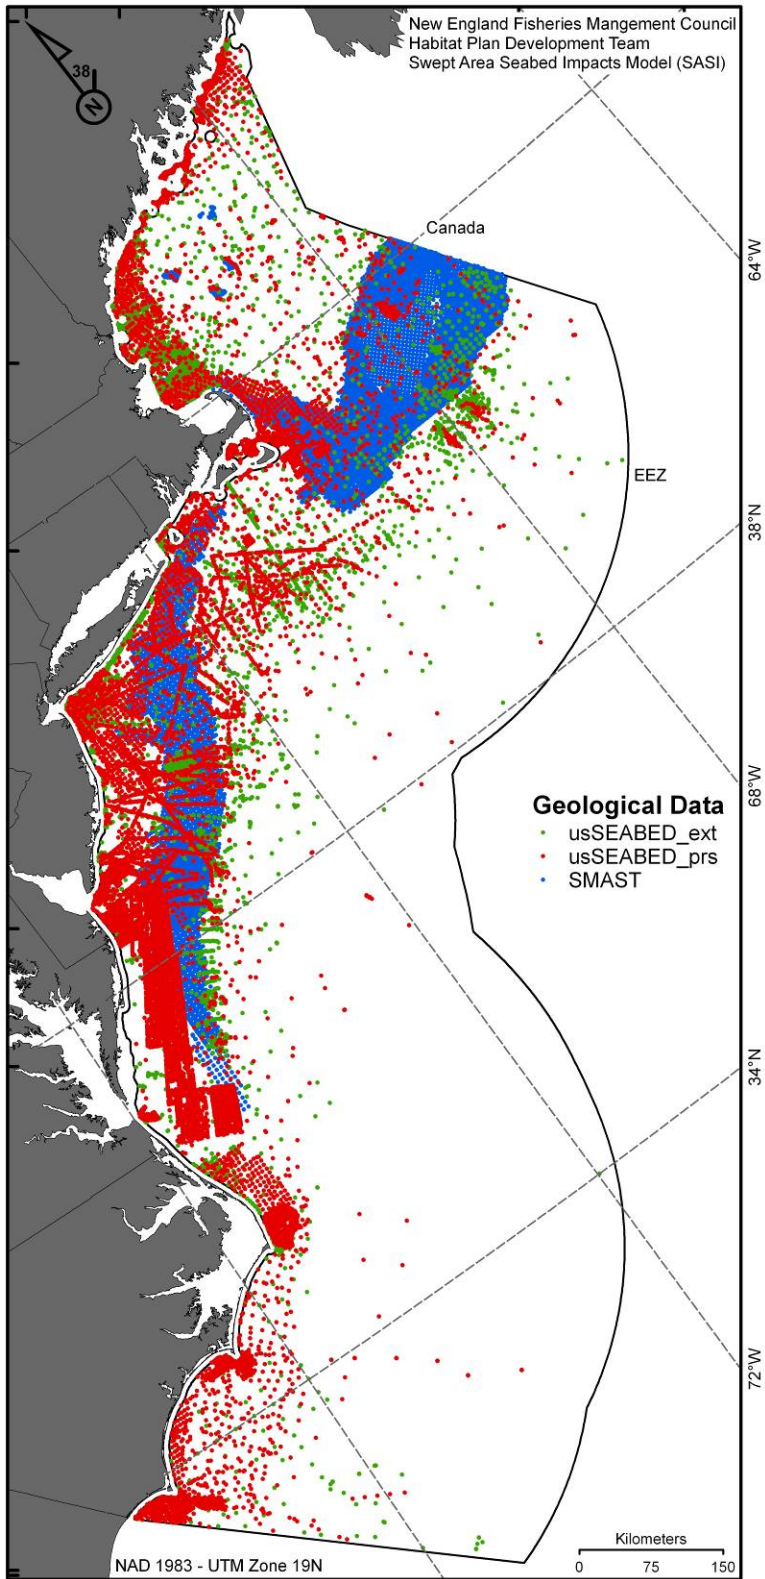 New England Fisheries Mangement Council
Habitat Plan Development Team
Swept Area Seabed Impacts Model (SASI)
38
N
Canada
64°W
EEZ
38°N
68°W
Geological Data
usSEABED_ext
usSEABED_prs
SMAST
34°N
72°W
Kilometers
0 75 150
NAD 1983 - UTM Zone 19N